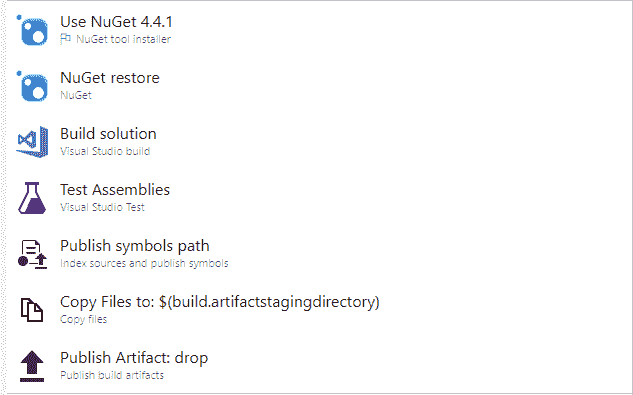 Use NuGet 4.4.1
NuGet tool installer
NuGet restore
NuGet
Build solution
Visual Studio build
Test Assemblies
Visual Studio Test
Publish symbols path
Index sources and publish symbols
Copy Files to: $(build.artifactstagingdirectory)
Copy files
Publish Artifact: drop
Publish build artifacts